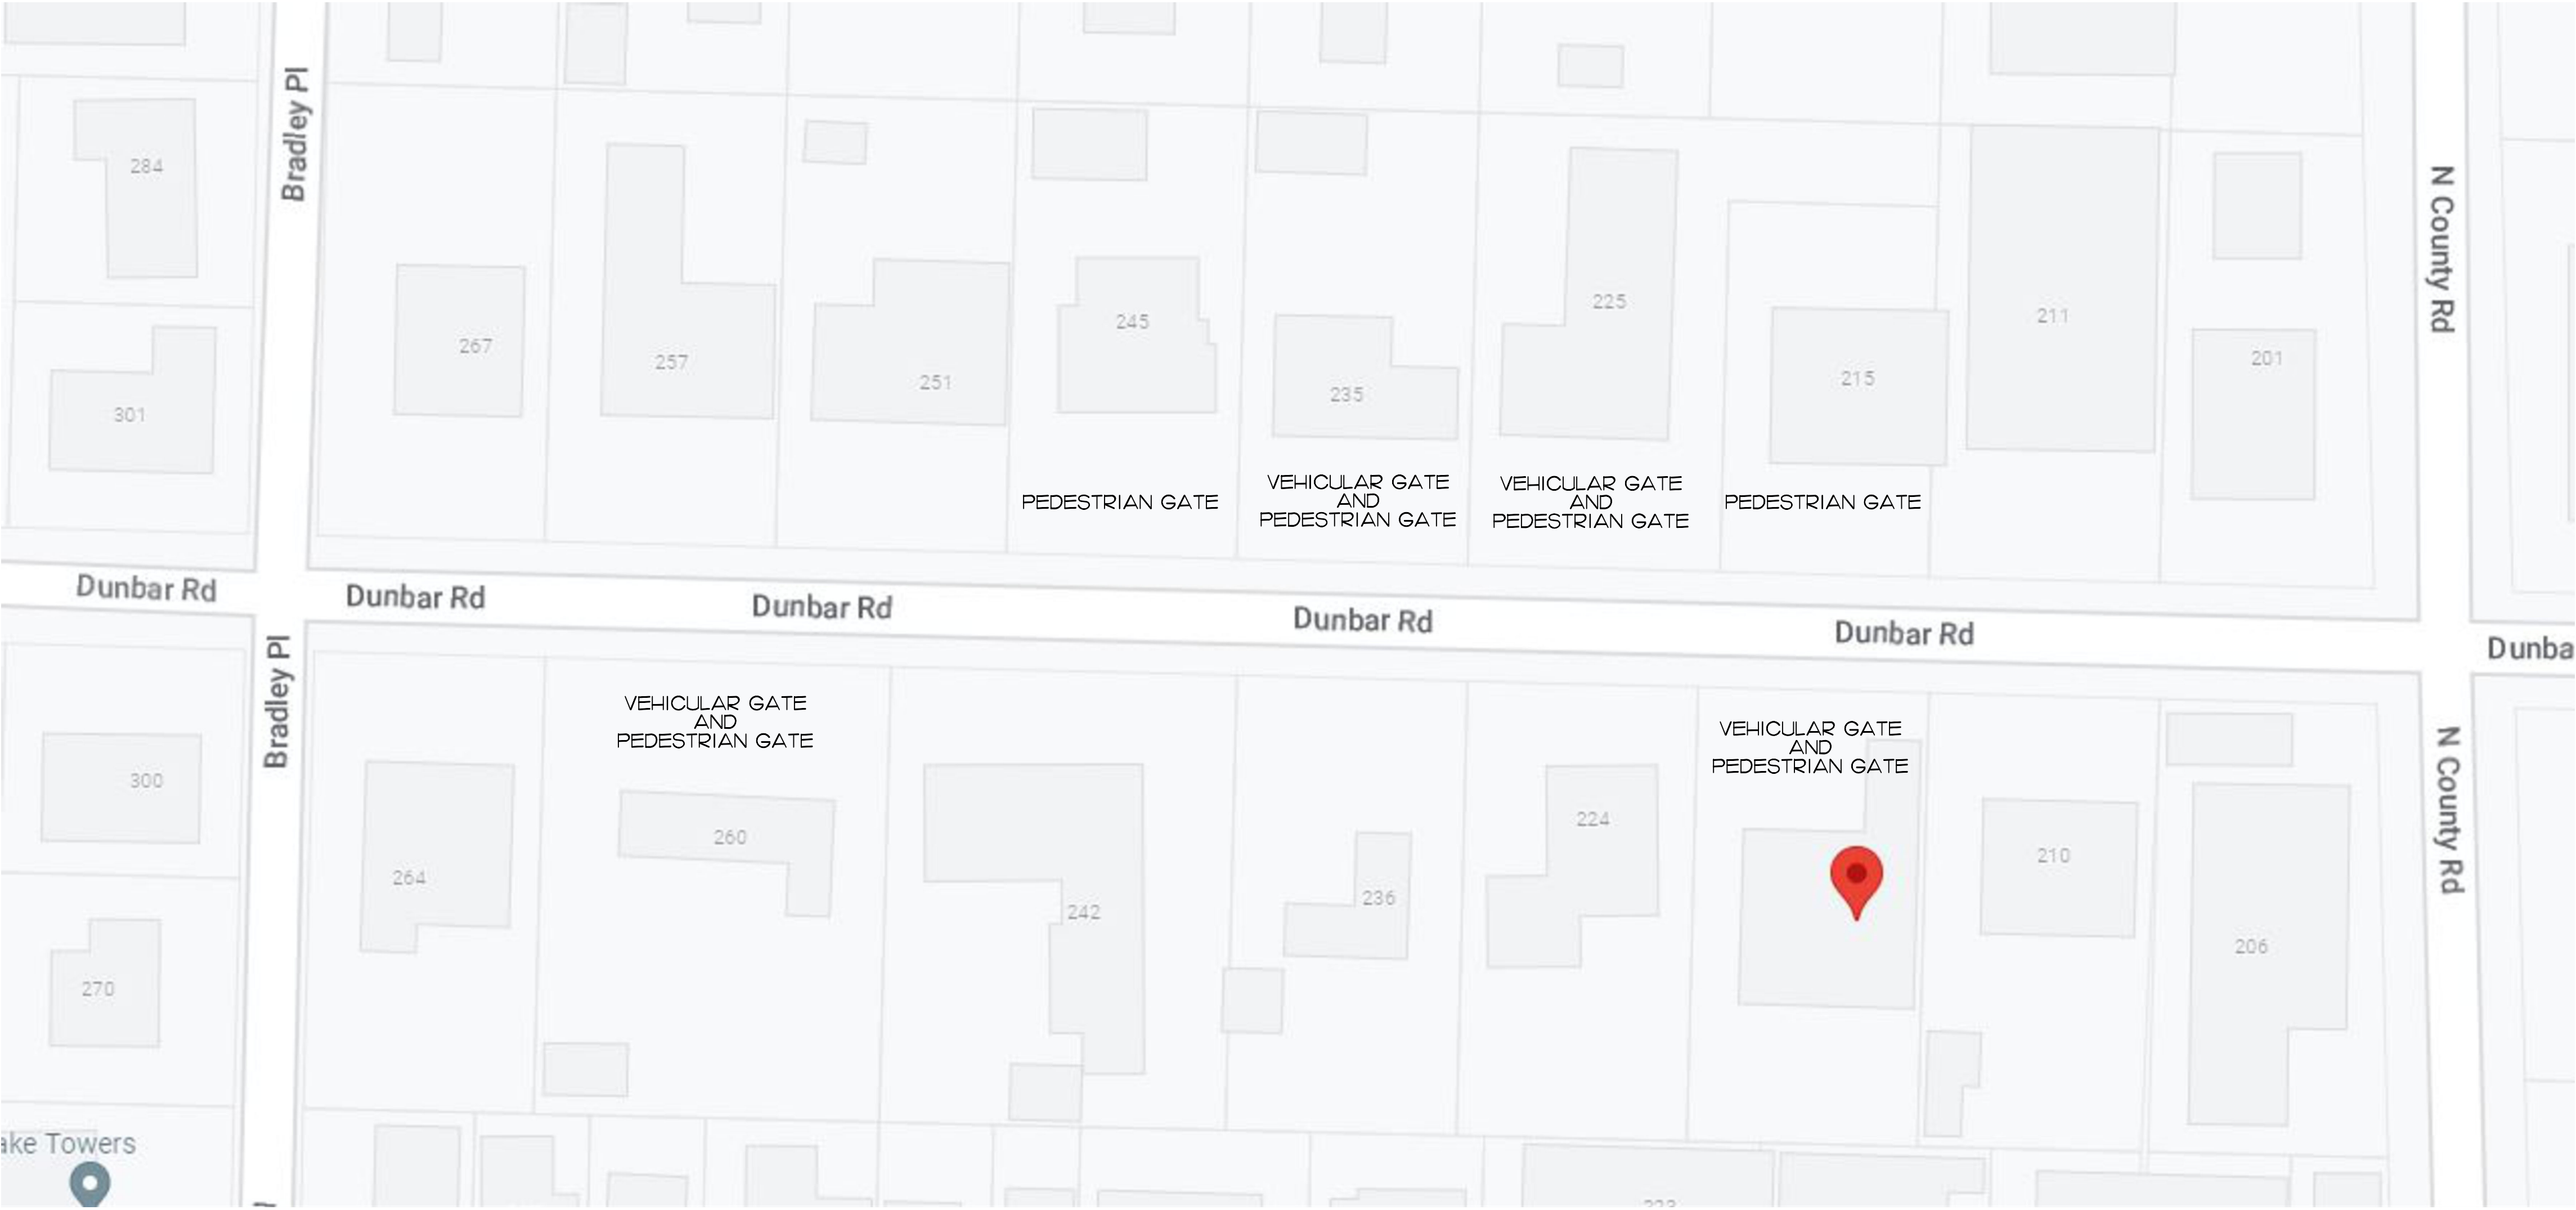 Bradley Pl
N County Rd
284
267
257
251
245
235
225
215
211
201
301
PEDESTRIAN GATE
VEHICULAR GATE
AND
PEDESTRIAN GATE
VEHICULAR GATE
AND
PEDESTRIAN GATE
PEDESTRIAN GATE
Dunbar Rd
Dunbar Rd
Dunbar Rd
Dunbar Rd
Dunbar Rd
Dunba
Bradley Pl
N County Rd
VEHICULAR GATE
AND
PEDESTRIAN GATE
VEHICULAR GATE
AND
PEDESTRIAN GATE
300
264
260
242
236
224
210
206
270
ake Towers